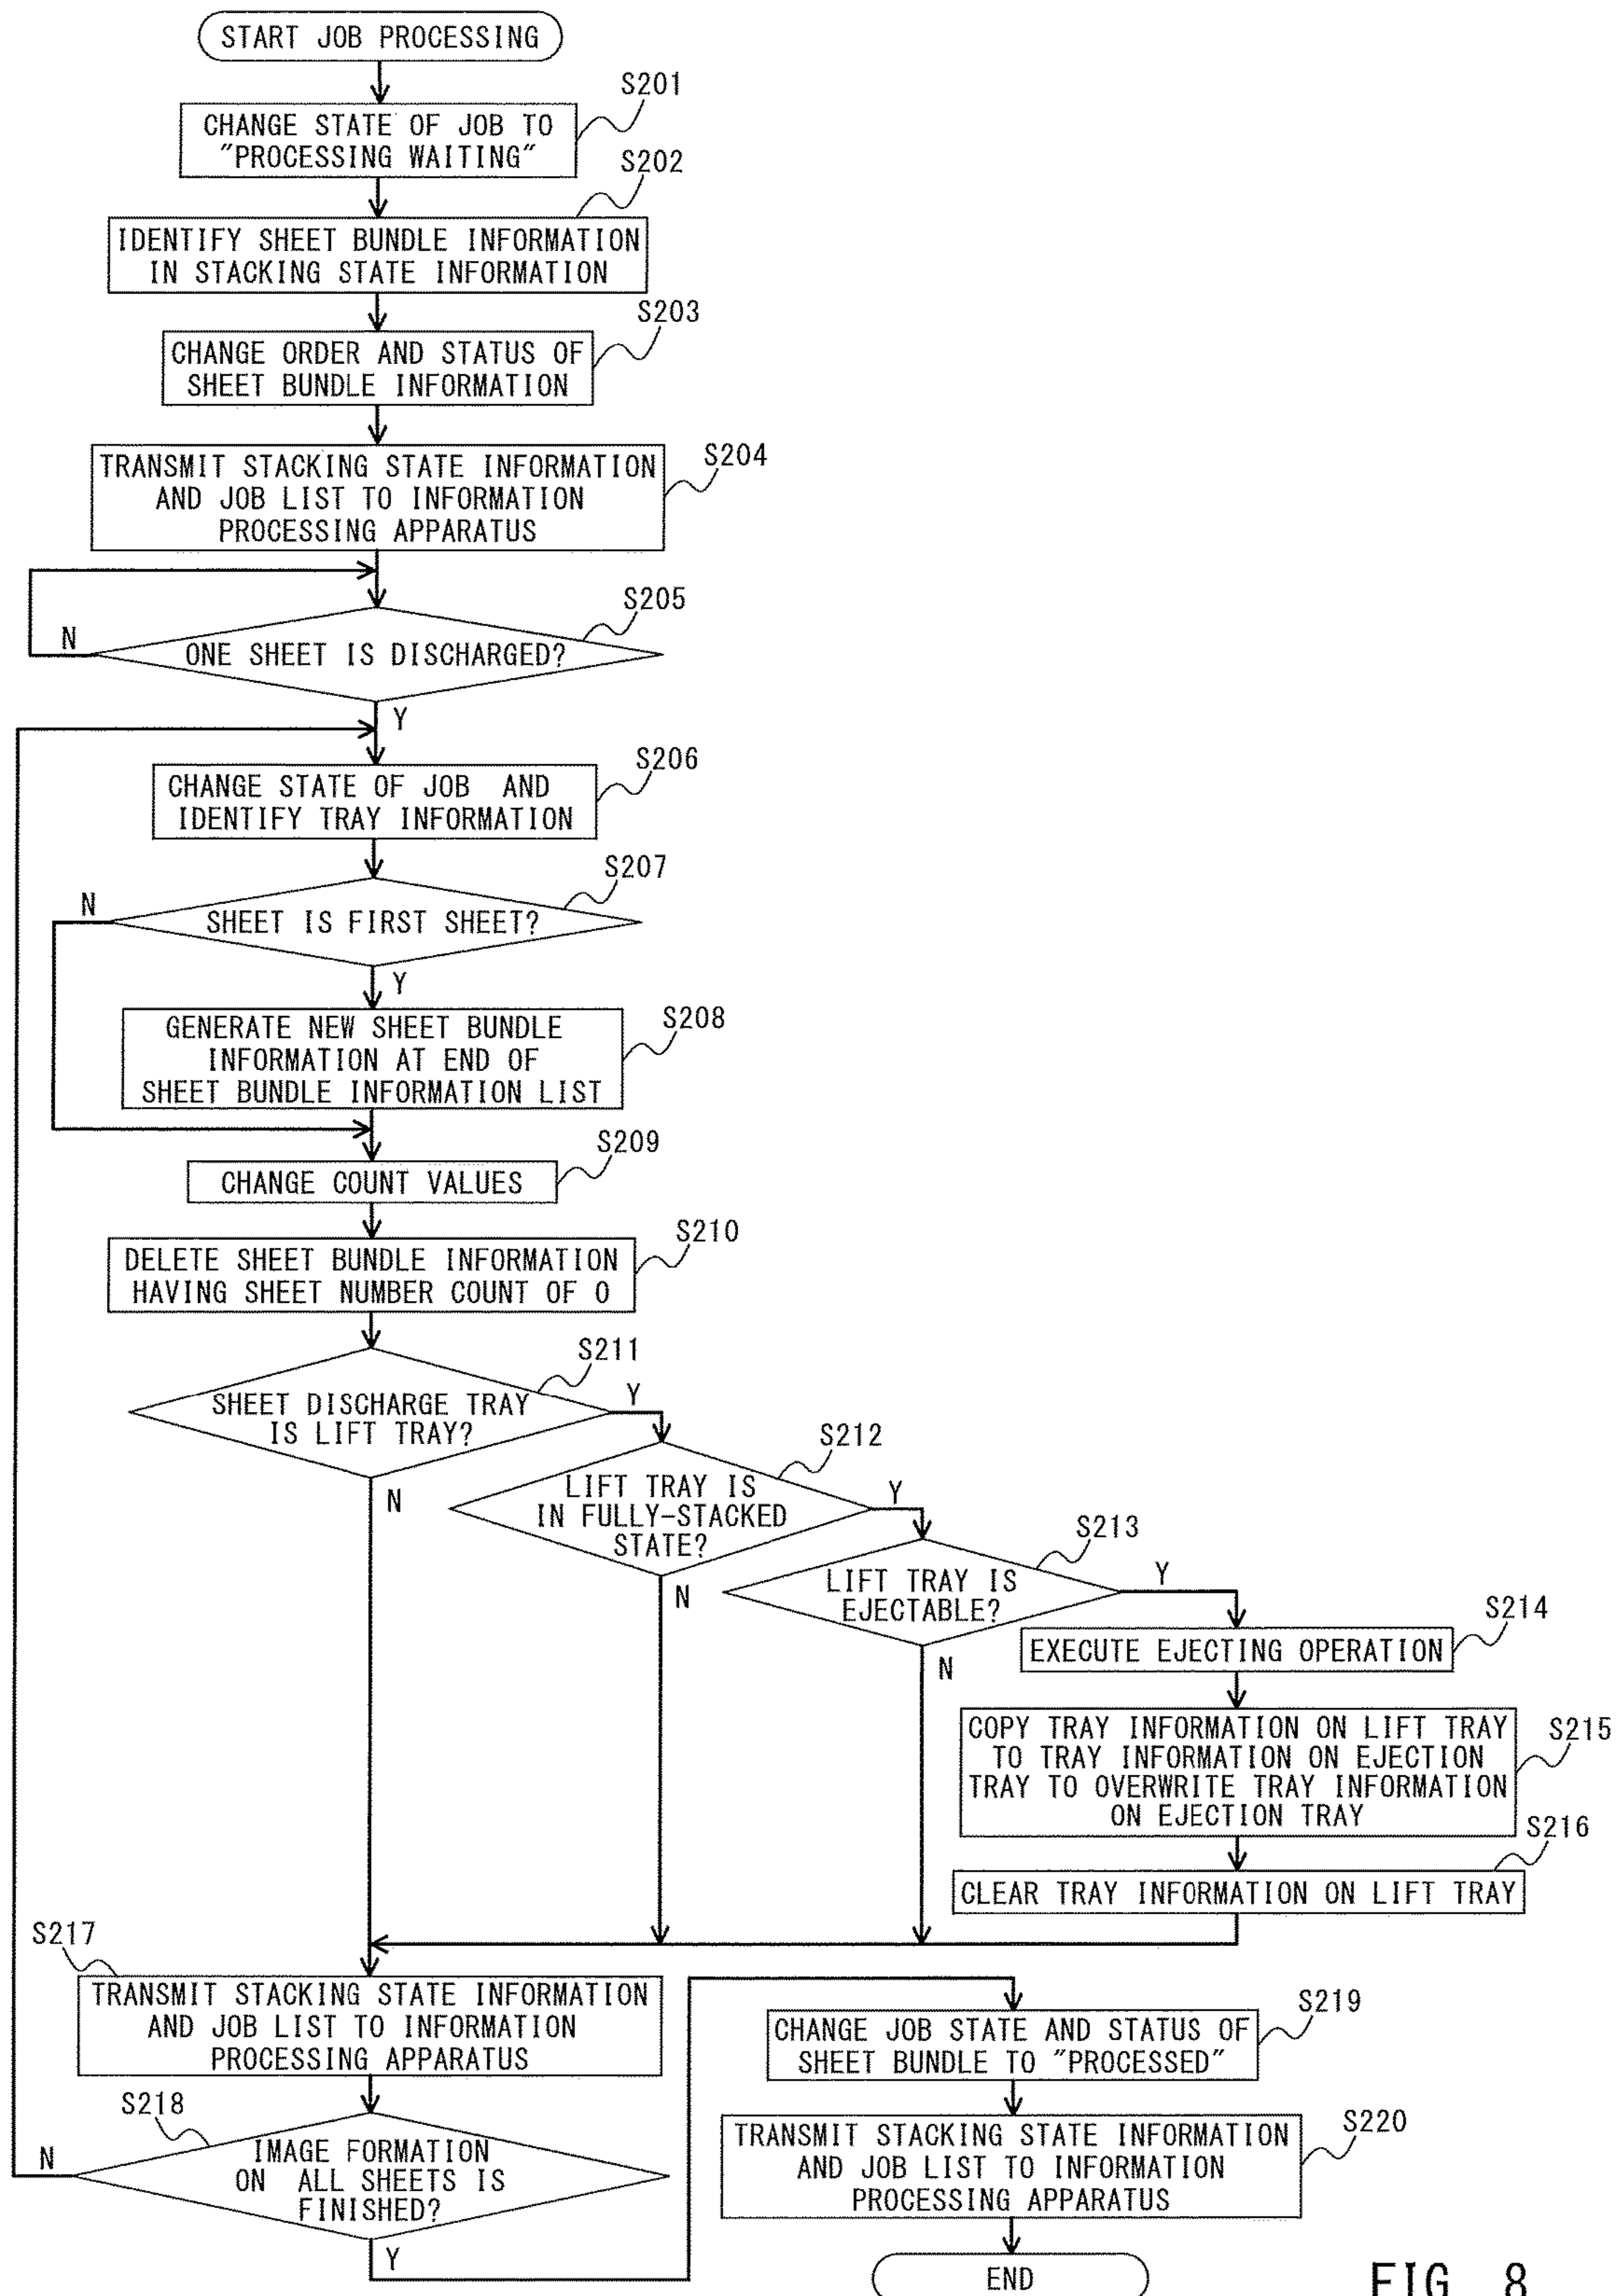 START JOB PROCESSING
S201
CHANGE STATE OF JOB TO
"PROCESSING WAITING"
S202
IDENTIFY SHEET BUNDLE INFORMATION
IN STACKING STATE INFORMATION
S203
CHANGE ORDER AND STATUS OF
SHEET BUNDLE INFORMATION
S204
TRANSMIT STACKING STATE INFORMATION
AND JOB LIST TO INFORMATION
PROCESSING APPARATUS
S205
N
ONE SHEET IS DISCHARGED?
Y
S206
CHANGE STATE OF JOB AND
IDENTIFY TRAY INFORMATION
S207
N
SHEET IS FIRST SHEET?
Y
S208
GENERATE NEW SHEET BUNDLE
INFORMATION AT END OF
SHEET BUNDLE INFORMATION LIST
S209
CHANGE COUNT VALUES
S210
DELETE SHEET BUNDLE INFORMATION
HAVING SHEET NUMBER COUNT OF 0
S211
SHEET DISCHARGE TRAY
IS LIFT TRAY?
Y
N
S212
LIFT TRAY IS
IN FULLY-STACKED
STATE?
Y
N
S213
LIFT TRAY IS
EJECTABLE?
Y
N
S214
EXECUTE EJECTING OPERATION
S215
COPY TRAY INFORMATION ON LIFT TRAY
TO TRAY INFORMATION ON EJECTION
TRAY TO OVERWRITE TRAY INFORMATION
ON EJECTION TRAY
S216
CLEAR TRAY INFORMATION ON LIFT TRAY
S217
TRANSMIT STACKING STATE INFORMATION
AND JOB LIST TO INFORMATION
PROCESSING APPARATUS
S218
N
IMAGE FORMATION
ON ALL SHEETS IS
FINISHED?
Y
S219
CHANGE JOB STATE AND STATUS OF
SHEET BUNDLE TO "PROCESSED"
S220
TRANSMIT STACKING STATE INFORMATION
AND JOB LIST TO INFORMATION
PROCESSING APPARATUS
END
FIG. 8